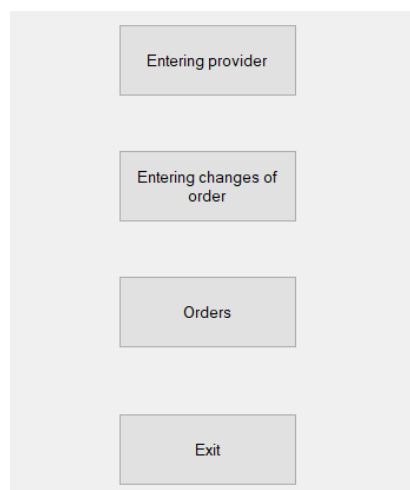 Entering provider
Entering changes of
order
Orders
Exit